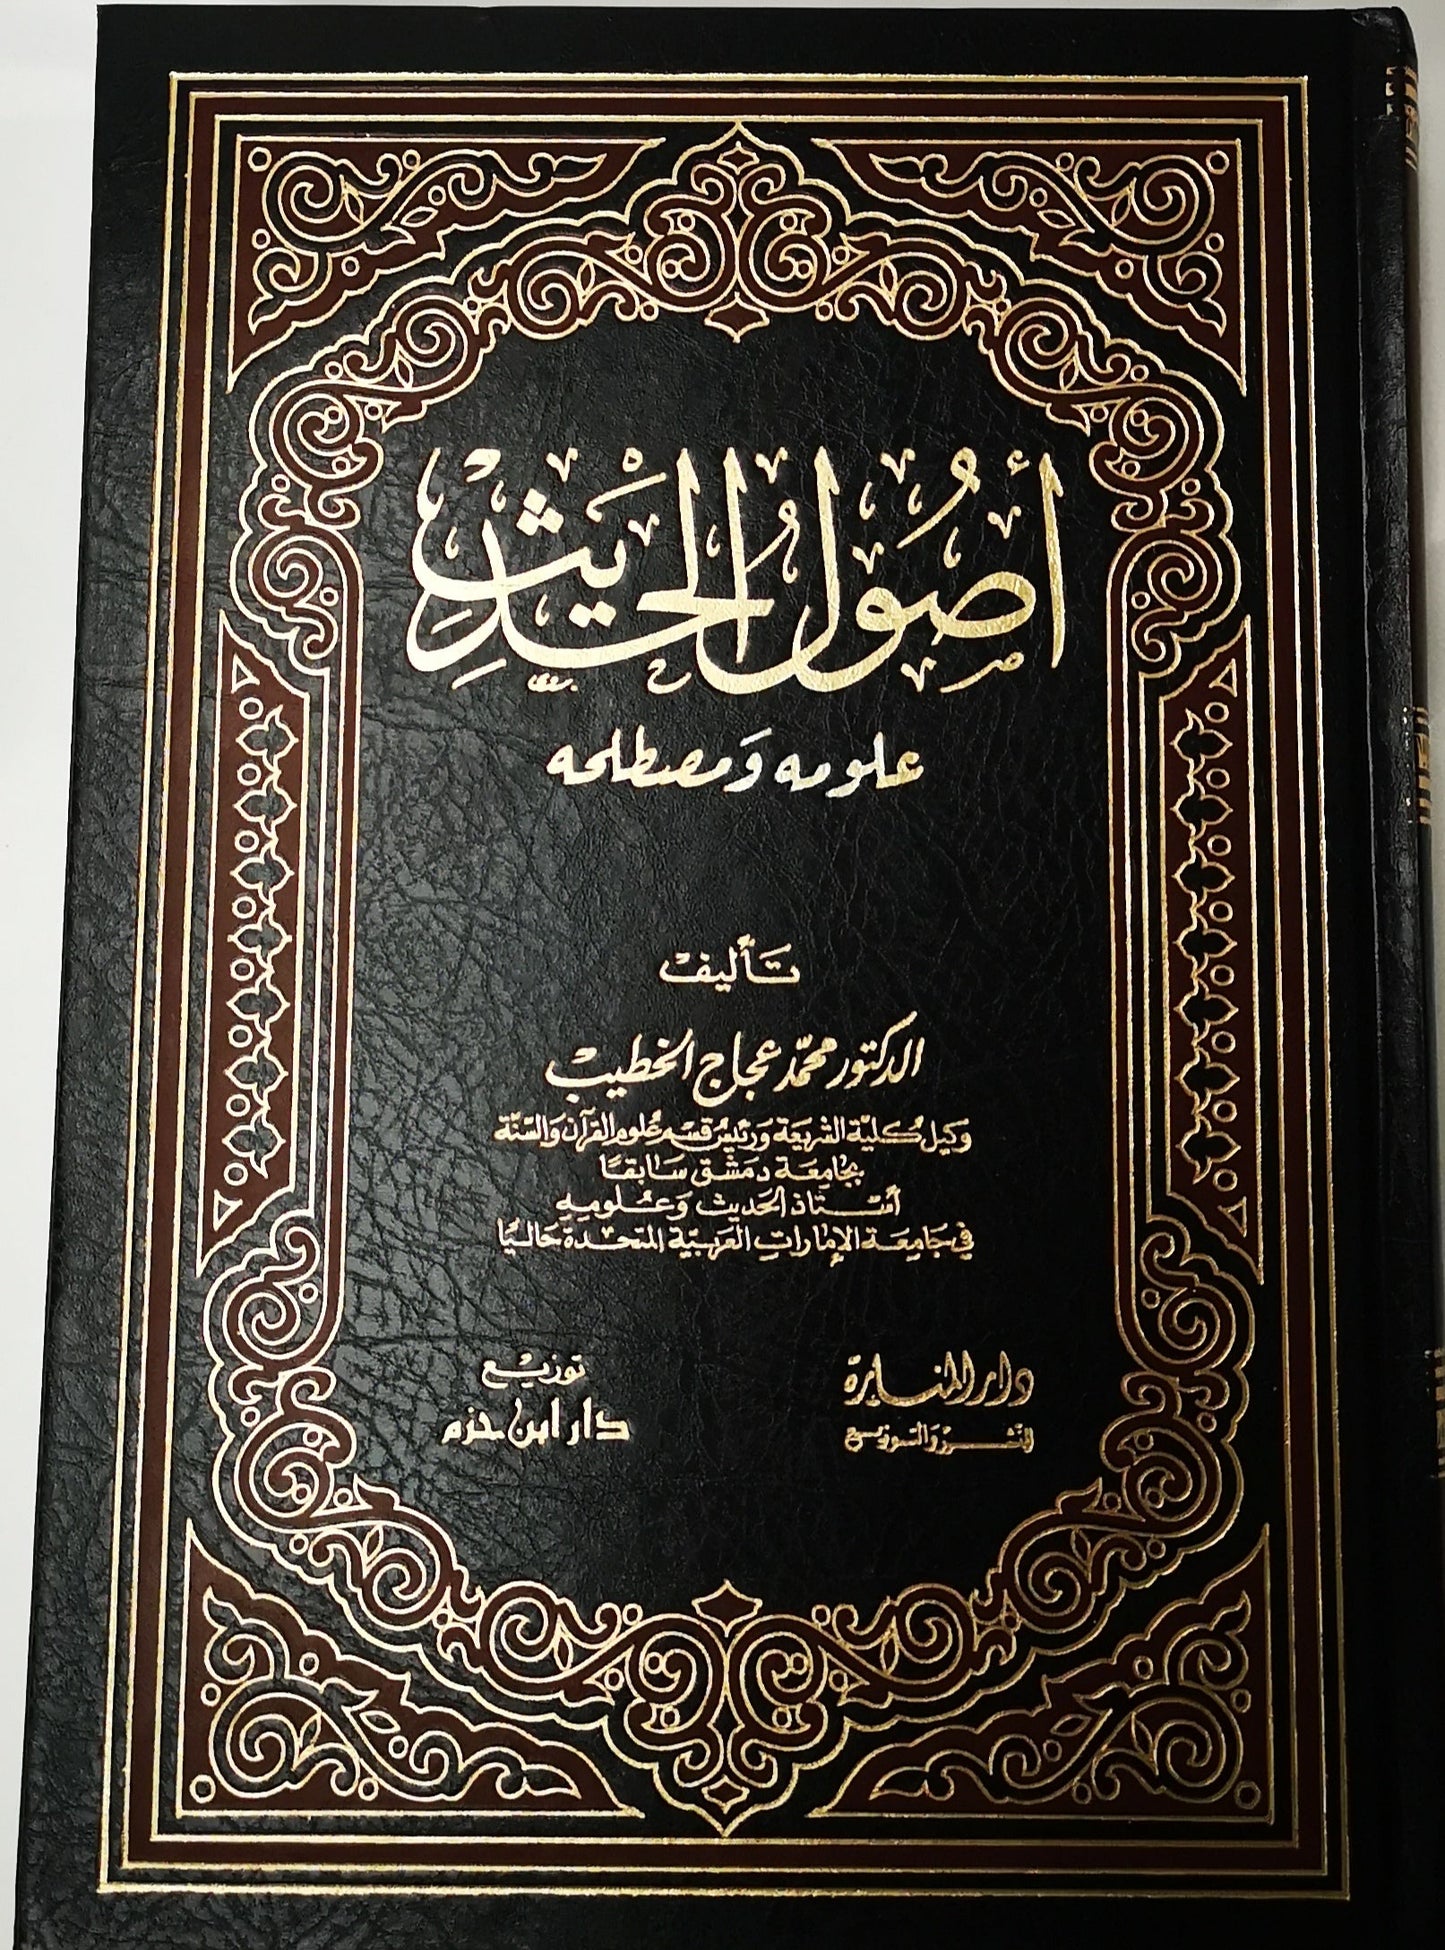 أصول الحديث
علومه ومصطلحه
تأليف
الدكتور محمد عجاج الخطيب
وكيل كلية الشريعة ورئيس قسم علوم القرآن والسنة
بجامعة دمشق سابقا
أستاذ الحديث وعلومه
في جامعة الإمارات العربية المتحدة حاليا
دار المنارة
للنشر والتوزيع
توزيع
دار ابن حزم